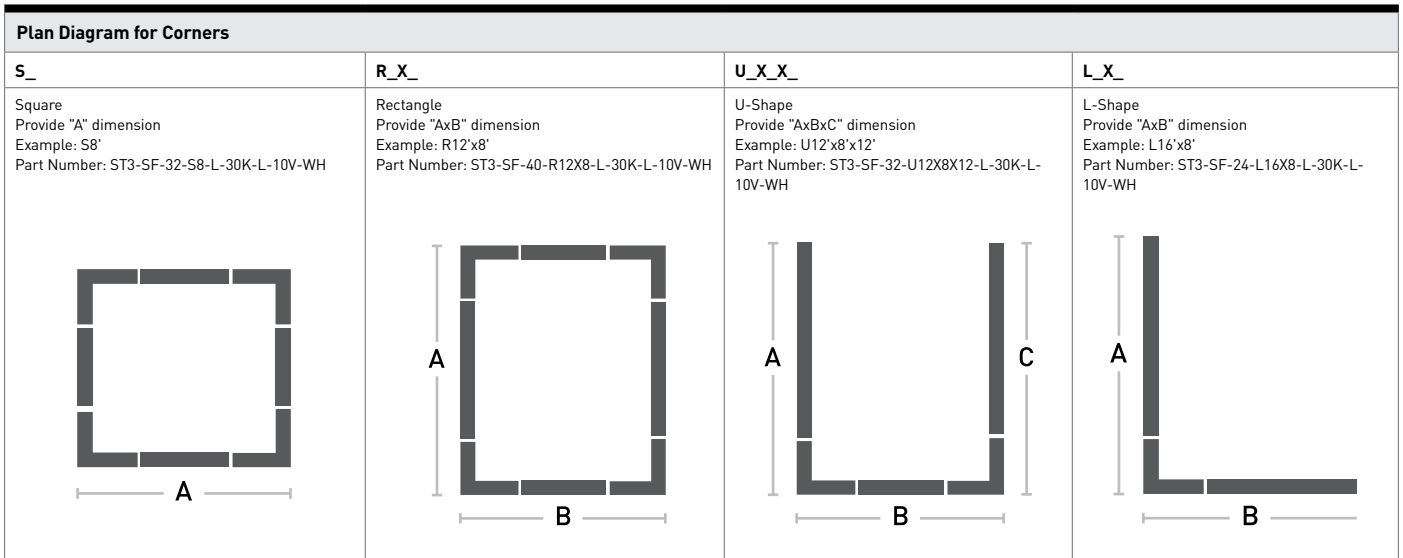 Plan Diagram for Corners
S_
Square
Provide "A" dimension
Example: S8'
Part Number: ST3-SF-32-S8-L-30K-L-10V-WH
A
R_X_
Rectangle
Provide "AxB" dimension
Example: R12'x8'
Part Number: ST3-SF-40-R12X8-L-30K-L-10V-WH
A
B
U_X_X_
U-Shape
Provide "AxBxC" dimension
Example: U12'x8'x12'
Part Number: ST3-SF-32-U12X8X12-L-30K-L-
10V-WH
A
C
B
L_X_
L-Shape
Provide "AxB" dimension
Example: L16'x8'
Part Number: ST3-SF-24-L16X8-L-30K-L-
10V-WH
A
B